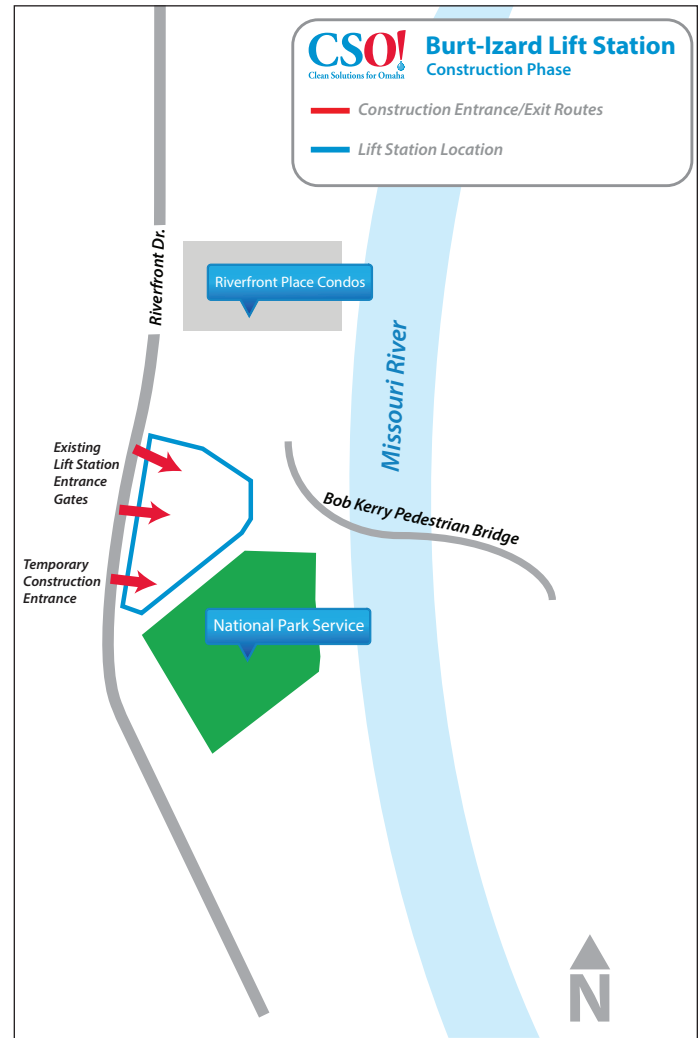 CSO!
Clean Solutions for Omaha
Burt-Izard Lift Station
Construction Phase
Construction Entrance/Exit Routes
Lift Station Location
Riverfront Dr.
Riverfront Place Condos
Missouri River
Existing
Lift Station
Entrance
Gates
Bob Kerry Pedestrian Bridge
Temporary
Construction
Entrance
National Park Service
N